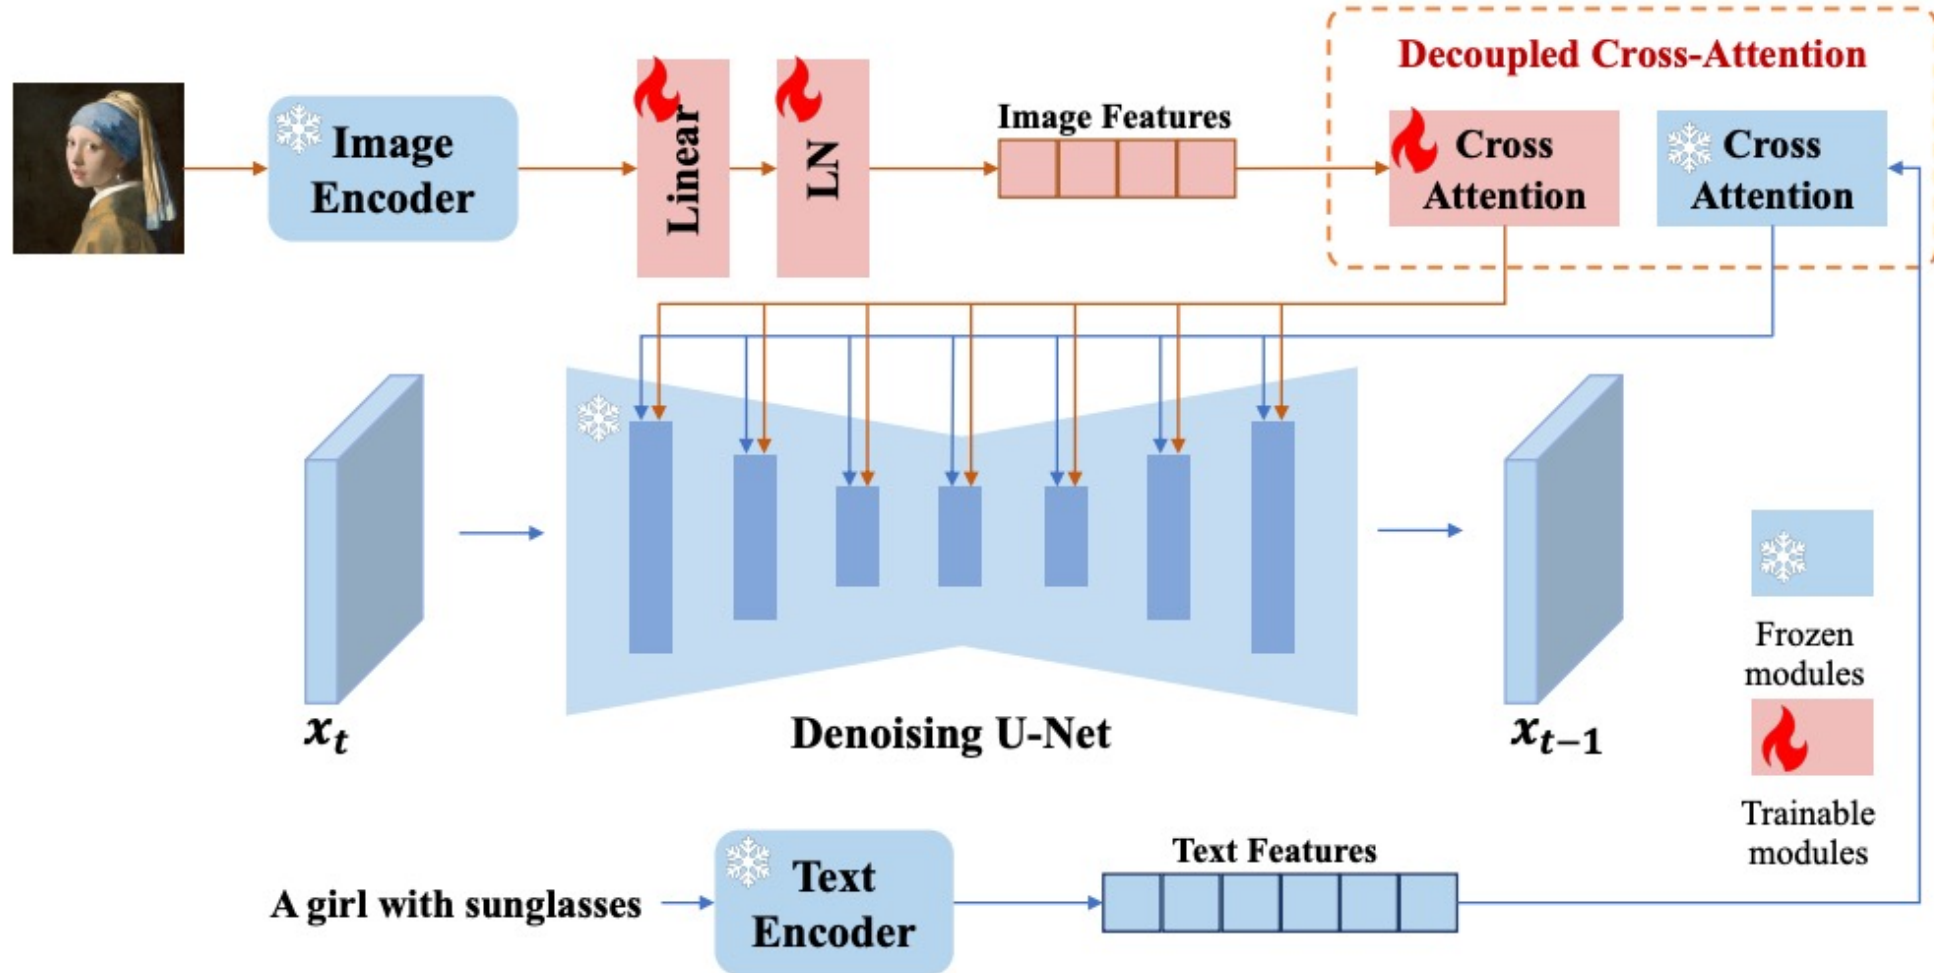 Decoupled Cross-Attention
Image
Encoder
Linear
LN
Image Features
Cross
Attention
Cross
Attention
x_t
Denoising U-Net
x_{t-1}
Frozen
modules
Trainable
modules
A girl with sunglasses
Text
Encoder
Text Features